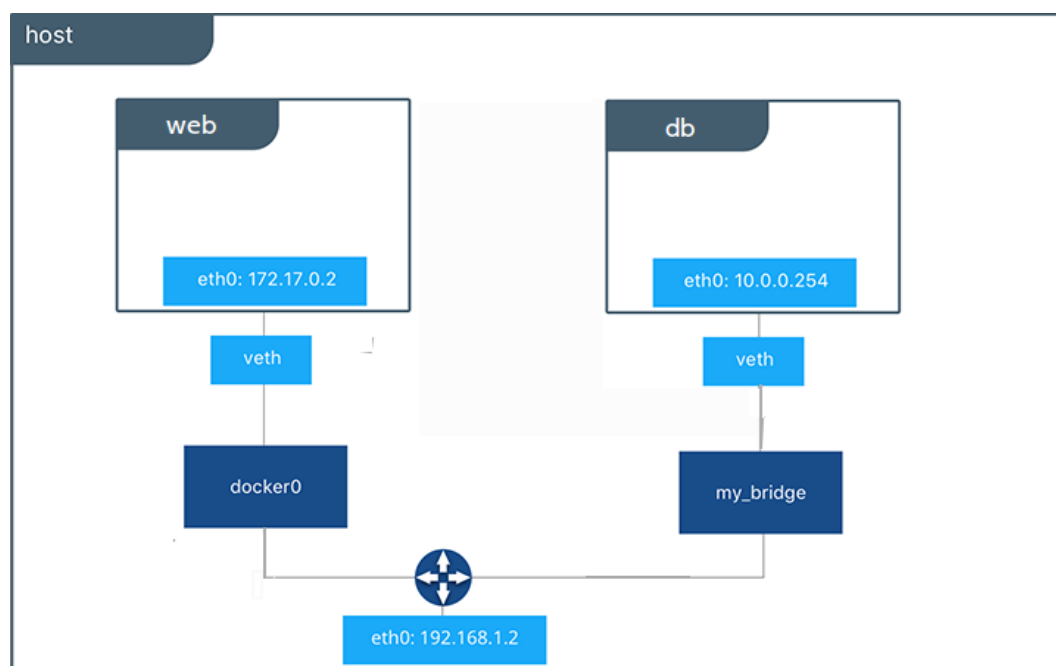 host
web
db
eth0: 172.17.0.2
eth0: 10.0.0.254
veth
veth
docker0
my_bridge
eth0: 192.168.1.2